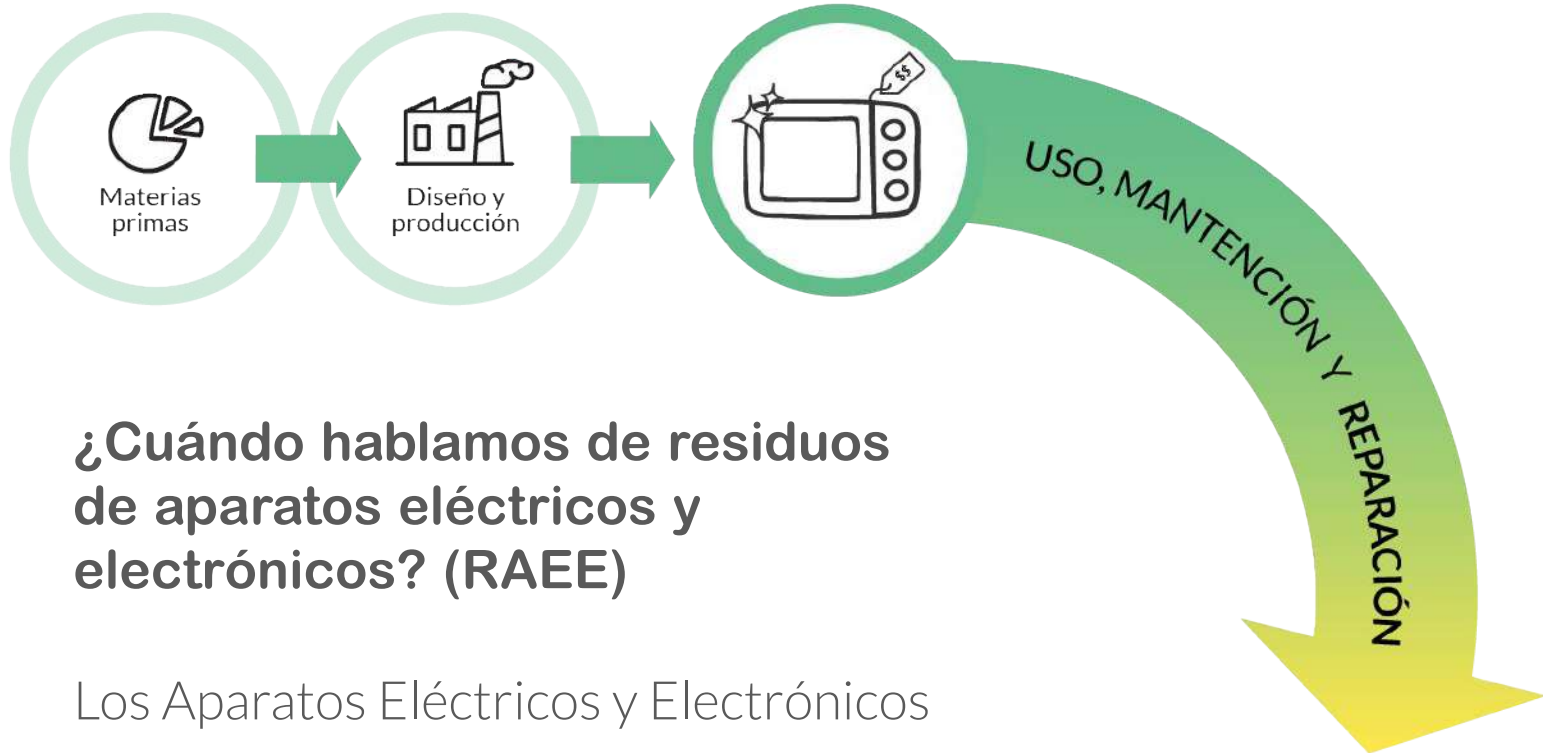 $$
Materias
primas
Diseño y
producción
USO, MANTENCIÓN Y REPARACIÓN
¿Cuándo hablamos de residuos
de aparatos eléctricos y
electrónicos? (RAEE)
Los Aparatos Eléctricos y Electrónicos